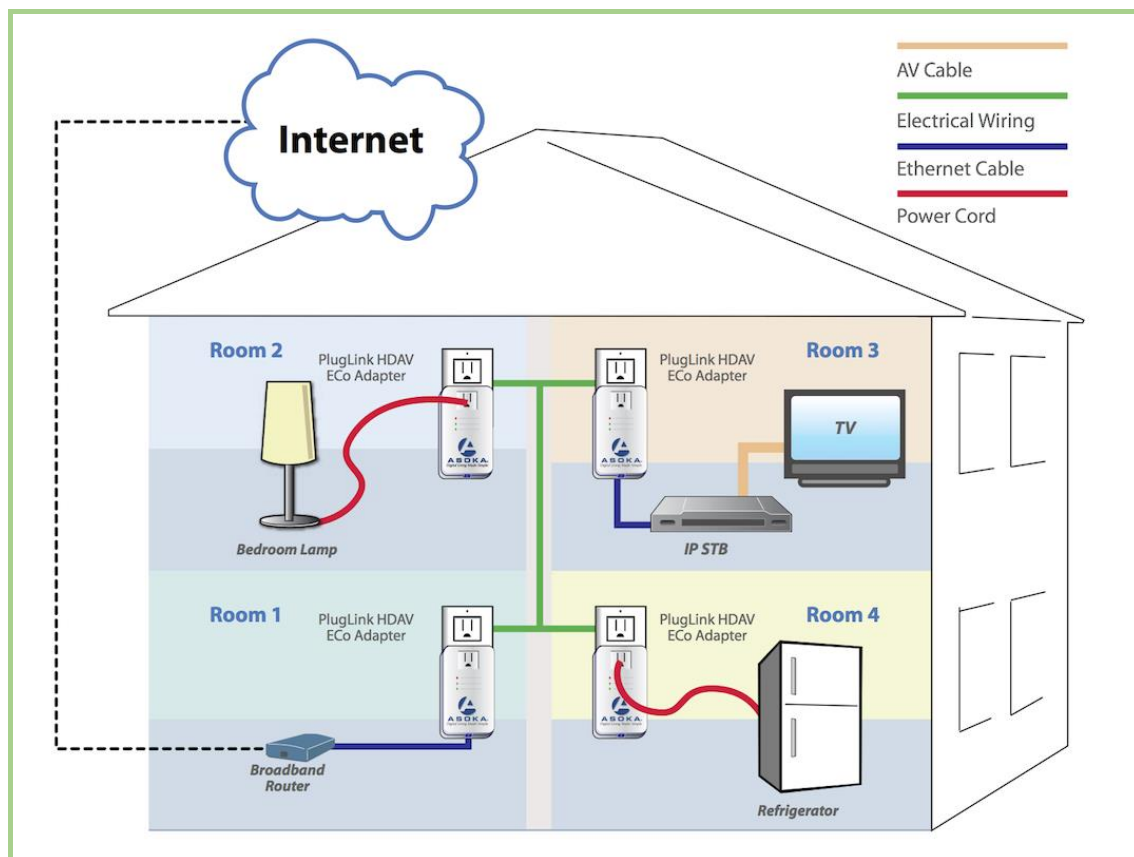 Internet
AV Cable
Electrical Wiring
Ethernet Cable
Power Cord
Room 2
PlugLink HDAV
ECo Adapter
ASOKA
Bedroom Lamp
PlugLink HDAV
ECo Adapter
Room 3
ASOKA
TV
IP STB
Room 1
PlugLink HDAV
ECo Adapter
ASOKA
Broadband
Router
PlugLink HDAV
ECo Adapter
Room 4
ASOKA
Refrigerator